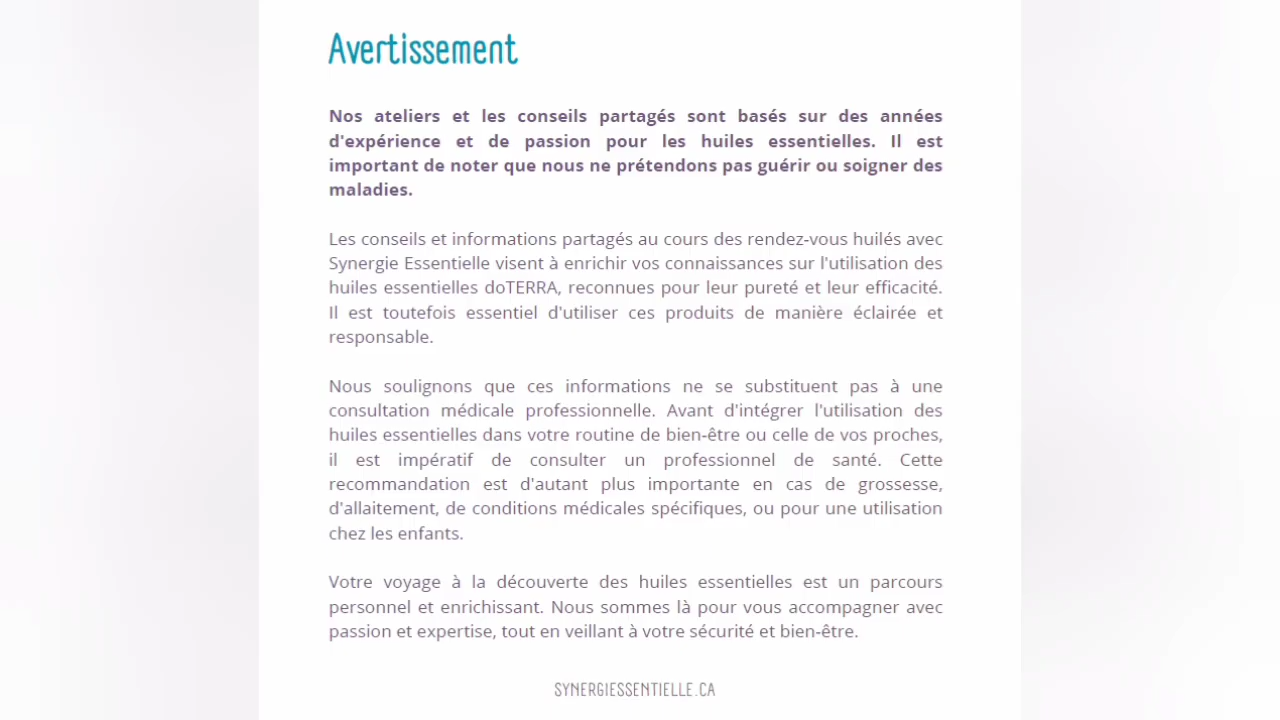 Avertissement
Nos ateliers et les conseils partagés sont basés sur des années
d'expérience et de passion pour les huiles essentielles. Il est
important de noter que nous ne prétendons pas guérir ou soigner des
maladies.
Les conseils et informations partagés au cours des rendez-vous huilés avec
Synergie Essentielle visent à enrichir vos connaissances sur l'utilisation des
huiles essentielles doTERRA, reconnues pour leur pureté et leur efficacité.
Il est toutefois essentiel d'utiliser ces produits de manière éclairée et
responsable.
Nous soulignons que ces informations ne se substituent pas à une
consultation médicale professionnelle. Avant d'intégrer l'utilisation des
huiles essentielles dans votre routine de bien-être ou celle de vos proches,
il est impératif de consulter un professionnel de santé. Cette
recommandation est d'autant plus importante en cas de grossesse,
d'allaitement, de conditions médicales spécifiques, ou pour une utilisation
chez les enfants.
Votre voyage à la découverte des huiles essentielles est un parcours
personnel et enrichissant. Nous sommes là pour vous accompagner avec
passion et expertise, tout en veillant à votre sécurité et bien-être.
SYNERGIESSENTIELLE.CA